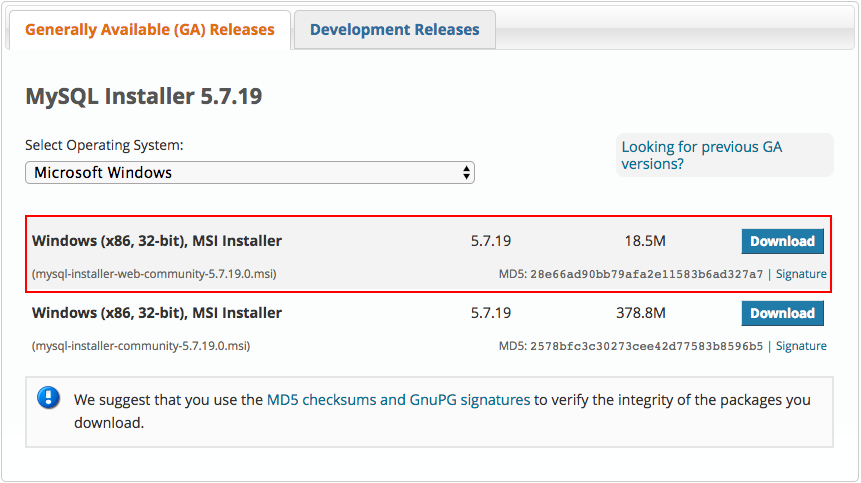 Generally Available (GA) Releases
Development Releases
MySQL Installer 5.7.19
Select Operating System:
Microsoft Windows
Looking for previous GA
versions?
Windows (x86, 32-bit), MSI Installer 5.7.19 18.5M Download
(mysql-installer-web-community-5.7.19.0.msi) MD5: 28e66ad90bb79afa2e11583b6ad327a7 | Signature
Windows (x86, 32-bit), MSI Installer 5.7.19 378.8M Download
(mysql-installer-community-5.7.19.0.msi) MD5: 2578bfc3c30273cee42d77583b8596b5 | Signature
We suggest that you use the MD5 checksums and GnuPG signatures to verify the integrity of the packages you
download.